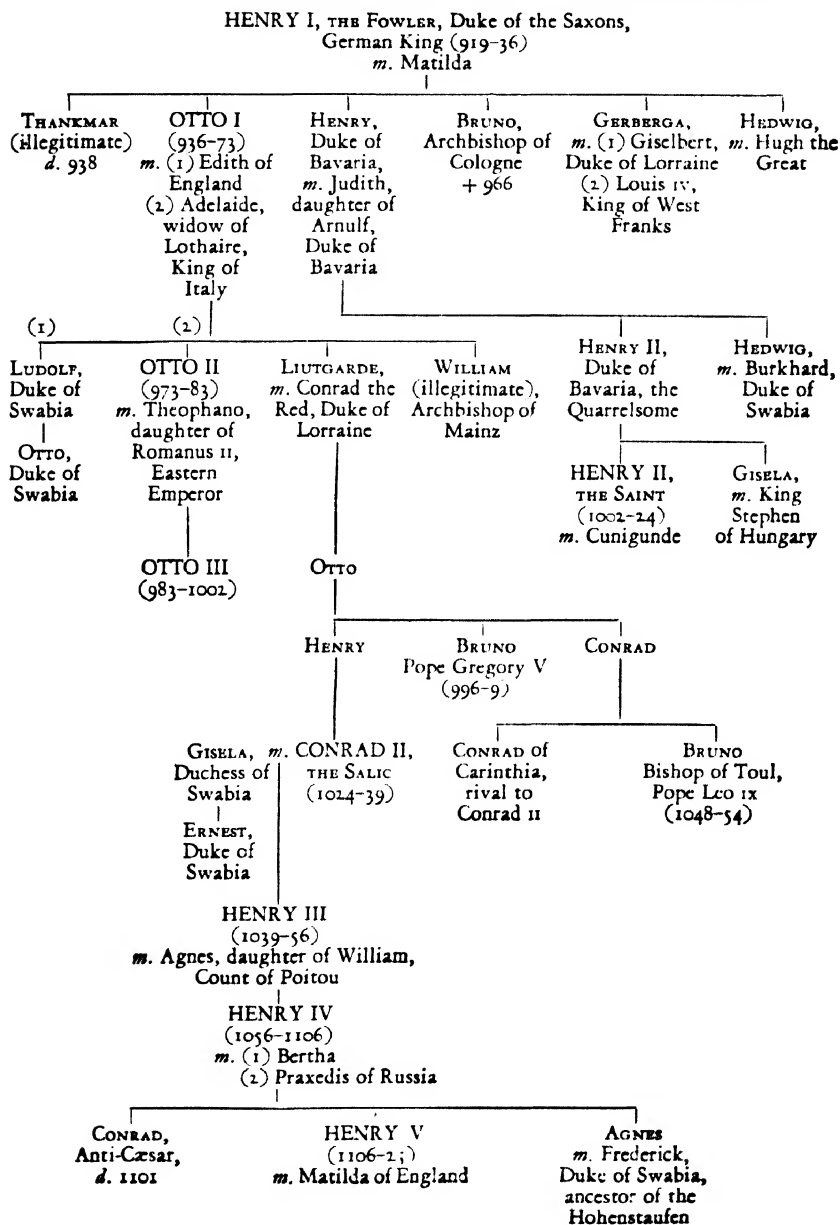 HENRY I, THE FOWLER, Duke of the Saxons,
German King (919-36)
m. Matilda
THANKMAR
(illegitimate)
d. 938
OTTO I
(936-73)
m. (1) Edith of
England
(2) Adelaide,
widow of
Lothaire,
King of
Italy
HENRY,
Duke of
Bavaria,
m. Judith,
daughter of
Arnulf,
Duke of
Bavaria
BRUNO,
Archbishop of
Cologne
+ 966
GERBERGA,
m. (1) Giselbert,
Duke of Lorraine
(2) Louis IV,
King of West
Franks
HEDWIG,
m. Hugh the
Great
(1)
(2)
LUDOLF,
Duke of
Swabia
OTTO,
Duke of
Swabia
OTTO II
(973-83)
m. Theophano,
daughter of
Romanus II,
Eastern
Emperor
OTTO III
(983-1002)
LIUTGARDE,
m. Conrad the
Red, Duke of
Lorraine
WILLIAM
(illegitimate),
Archbishop of
Mainz
HENRY II,
Duke of
Bavaria, the
Quarrelsome
HEDWIG,
m. Burkhard,
Duke of
Swabia
HENRY II,
THE SAINT
(1002-24)
m. Cunigunde
GISELA,
m. King
Stephen
of Hungary
OTTO
HENRY
BRUNO
Pope Gregory V
(996-9)
CONRAD
GISELA,
Duchess of
Swabia
ERNEST,
Duke of
Swabia
m. CONRAD II,
THE SALIC
(1024-39)
CONRAD of
Carinthia,
rival to
Conrad II
BRUNO
Bishop of Toul,
Pope Leo IX
(1048-54)
HENRY III
(1039-56)
m. Agnes, daughter of William,
Count of Poitou
HENRY IV
(1056-1106)
m. (1) Bertha
(2) Praxedis of Russia
CONRAD,
Anti-Cæsar,
d. 1101
HENRY V
(1106-2;)
m. Matilda of England
AGNES
m. Frederick,
Duke of Swabia,
ancestor of the
Hohenstaufen